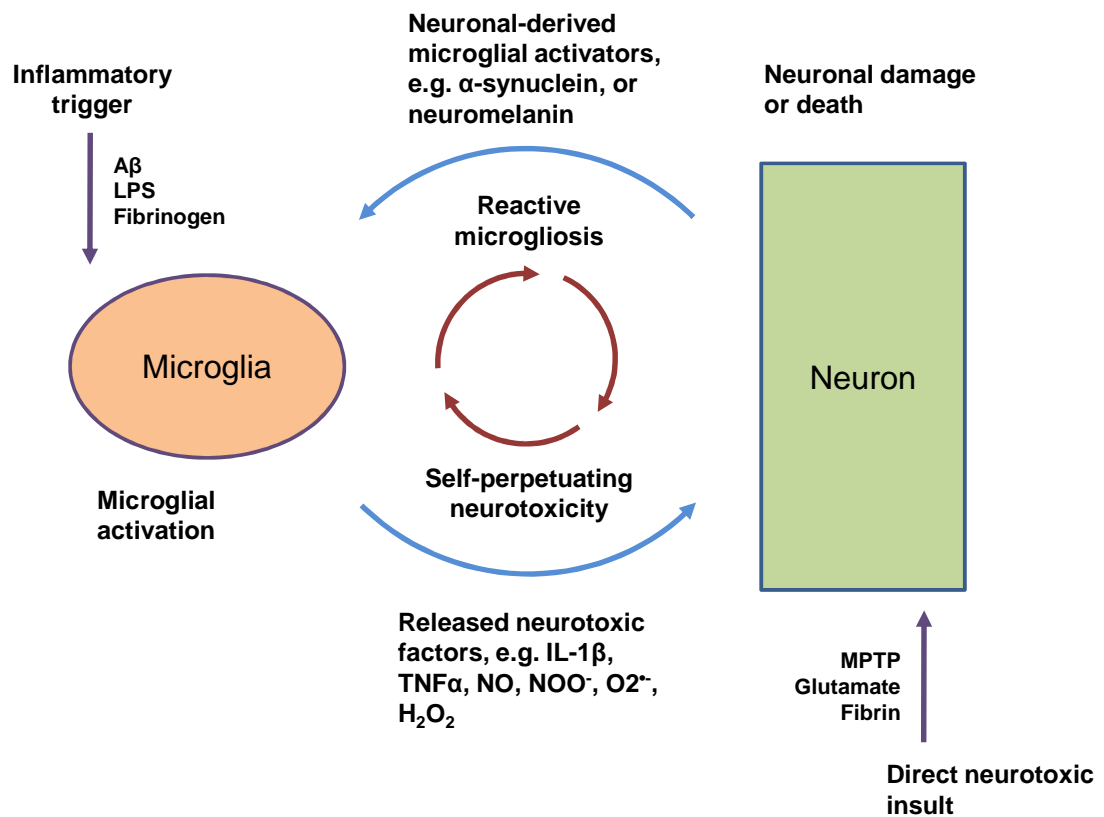 Inflammatory
trigger
Aβ
LPS
Fibrinogen
Neuronal-derived
microglial activators,
e.g. α-synuclein, or
neuromelanin
Neuronal damage
or death
Reactive
microgliosis
Microglia
Neuron
Self-perpetuating
neurotoxicity
Microglial
activation
Released neurotoxic
factors, e.g. IL-1β,
TNFα, NO, NOO⁻, O2•⁻,
H₂O₂
MPTP
Glutamate
Fibrin
Direct neurotoxic
insult